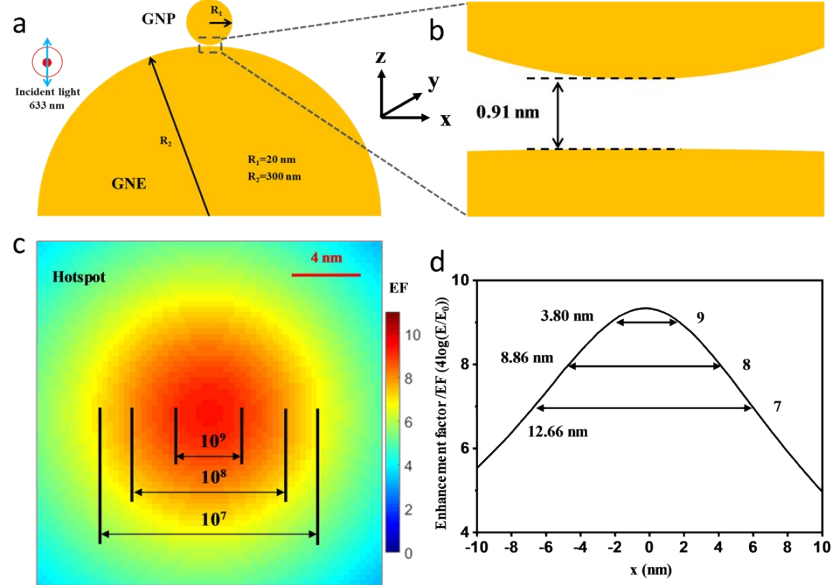 a
GNP
R₁
Incident light
633 nm
R₂
R₁=20 nm
R₂=300 nm
GNE
z
y
x
b
0.91 nm
c
Hotspot
4 nm
EF
10
8
6
4
2
0
10⁹
10⁸
10⁷
d
Enhancement factor /EF (4log(E/E₀))
10
8
6
4
3.80 nm
9
8.86 nm
8
7
12.66 nm
-10 -8 -6 -4 -2 0 2 4 6 8 10
x (nm)